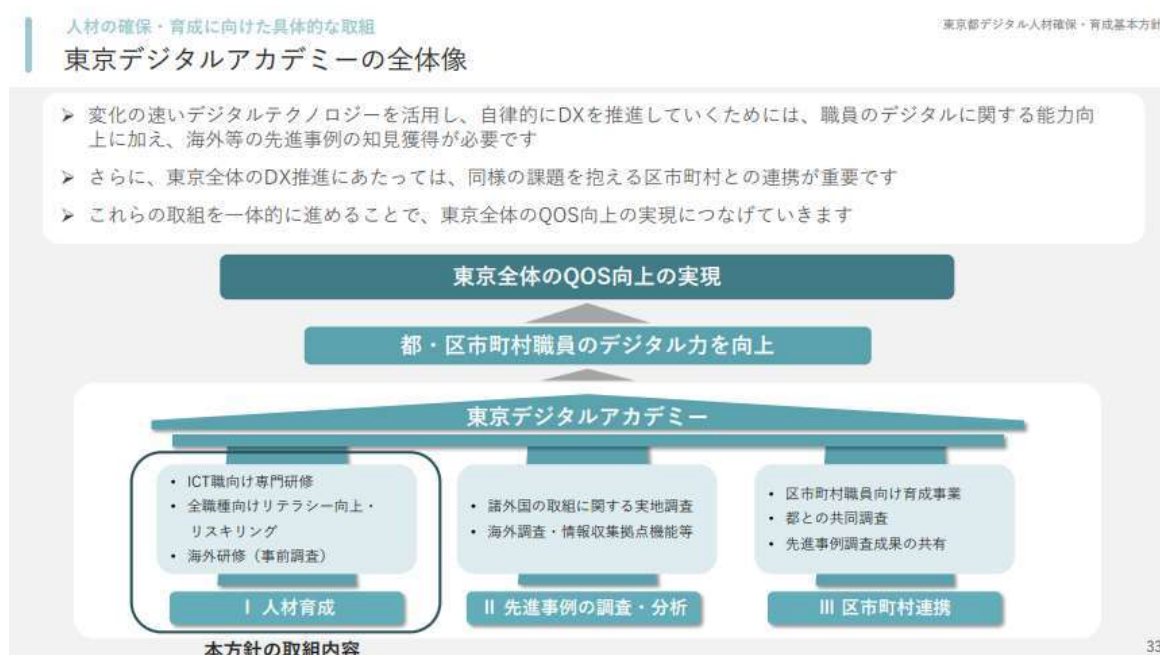 人材の確保・育成に向けた具体的な取組
東京都デジタル人材確保・育成基本方針
東京デジタルアカデミーの全体像
➢ 変化の速いデジタルテクノロジーを活用し、自律的にDXを推進していくためには、職員のデジタルに関する能力向
上に加え、海外等の先進事例の知見獲得が必要です
➢ さらに、東京全体のDX推進にあたっては、同様の課題を抱える区市町村との連携が重要です
➢ これらの取組を一体的に進めることで、東京全体のQOS向上の実現につなげていきます
東京全体のQOS向上の実現
都・区市町村職員のデジタル力を向上
東京デジタルアカデミー
• ICT職向け専門研修
• 全職種向けリテラシー向上・
リスキリング
• 海外研修（事前調査）
Ⅰ 人材育成
• 諸外国の取組に関する実地調査
• 海外調査・情報収集拠点機能等
Ⅱ 先進事例の調査・分析
• 区市町村職員向け育成事業
• 都との共同調査
• 先進事例調査成果の共有
Ⅲ 区市町村連携
本方針の取組内容
33